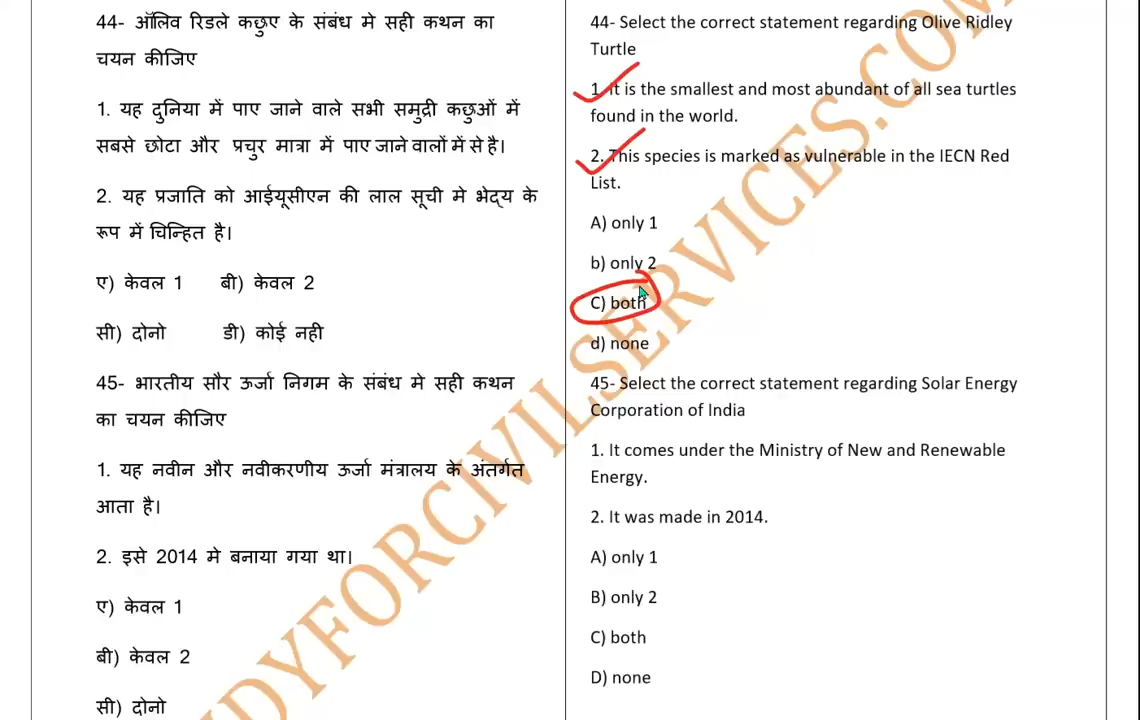 44- ऑलिव रिडले कछुए के संबंध मे सही कथन का
चयन कीजिए
1. यह दुनिया में पाए जाने वाले सभी समुद्री कछुओं में
सबसे छोटा और प्रचुर मात्रा में पाए जाने वालों में से है।
2. यह प्रजाति को आईयूसीएन की लाल सूची मे भेद्य के
रूप में चिन्हित है।
ए) केवल 1 बी) केवल 2
सी) दोनो डी) कोई नही
45- भारतीय सौर ऊर्जा निगम के संबंध मे सही कथन
का चयन कीजिए
1. यह नवीन और नवीकरणीय ऊर्जा मंत्रालय के अंतर्गत
आता है।
2. इसे 2014 मे बनाया गया था।
ए) केवल 1
बी) केवल 2
सी) दोनो
44- Select the correct statement regarding Olive Ridley
Turtle
1. It is the smallest and most abundant of all sea turtles
found in the world.
2. This species is marked as vulnerable in the IECN Red
List.
A) only 1
b) only 2
C) both
d) none
45- Select the correct statement regarding Solar Energy
Corporation of India
1. It comes under the Ministry of New and Renewable
Energy.
2. It was made in 2014.
A) only 1
B) only 2
C) both
D) none
UDYFORCIVILSERVICES.COM